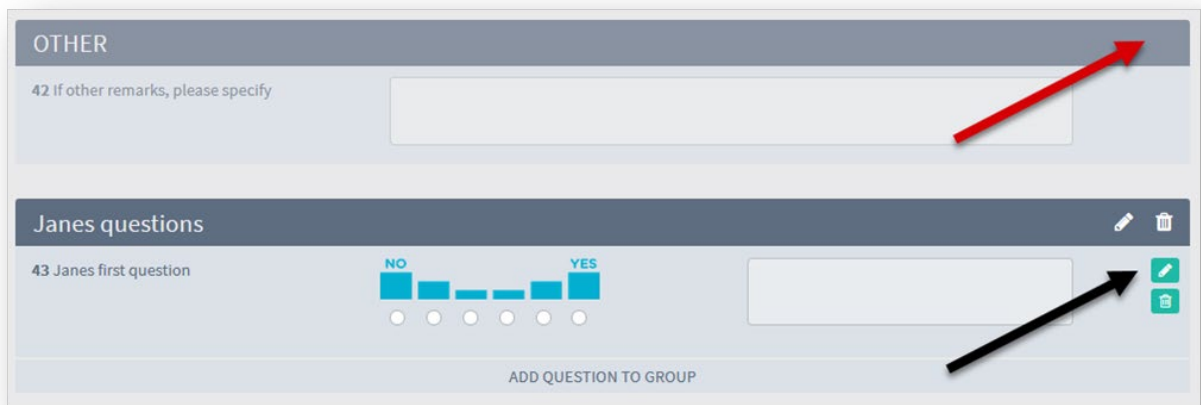 OTHER
42 If other remarks, please specify
Janes questions
43 Janes first question
NO YES
ADD QUESTION TO GROUP